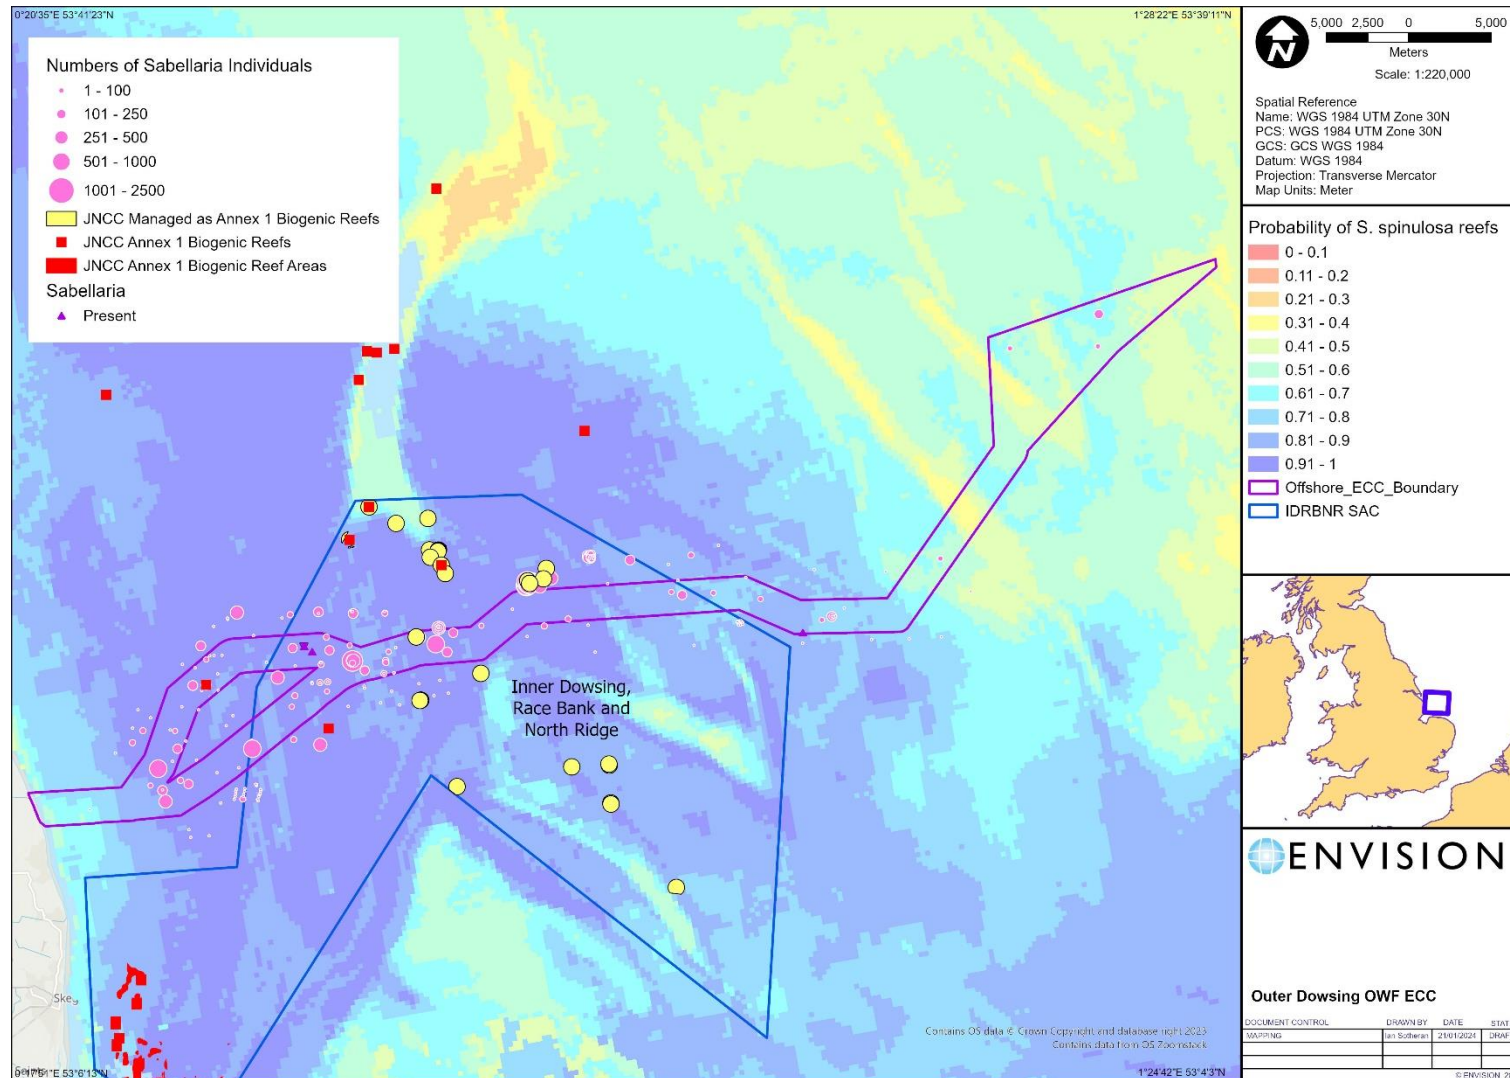 0°20'35"E 53°41'23"N
1°28'22"E 53°39'11"N
Numbers of Sabellaria Individuals
1 - 100
101 - 250
251 - 500
501 - 1000
1001 - 2500
JNCC Managed as Annex 1 Biogenic Reefs
JNCC Annex 1 Biogenic Reefs
JNCC Annex 1 Biogenic Reef Areas
Sabellaria
Present
Inner Dowsing,
Race Bank and
North Ridge
Contains OS data © Crown Copyright and database right 2023
Contains data from OS Zoomstack
1°24'42"E 53°4'3"N
N
5,000 2,500 0 5,000
Meters
Scale: 1:220,000
Spatial Reference
Name: WGS 1984 UTM Zone 30N
PCS: WGS 1984 UTM Zone 30N
GCS: GCS WGS 1984
Datum: WGS 1984
Projection: Transverse Mercator
Map Units: Meter
Probability of S. spinulosa reefs
0 - 0.1
0.11 - 0.2
0.21 - 0.3
0.31 - 0.4
0.41 - 0.5
0.51 - 0.6
0.61 - 0.7
0.71 - 0.8
0.81 - 0.9
0.91 - 1
Offshore_ECC_Boundary
IDRBNR SAC
ENVISION
Outer Dowsing OWF ECC
DOCUMENT CONTROL DRAWN BY DATE STAT
MAPPING Ian Sotheran 21/01/2024 DRAF
© ENVISION, 20